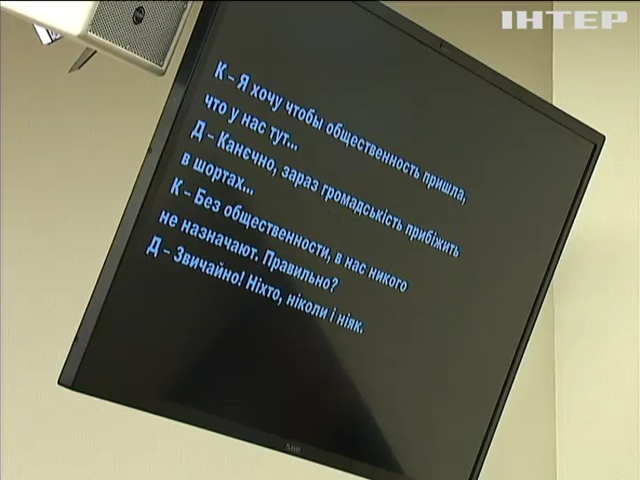 ІНТЕР
К – Я хочу чтобы общественность пришла,
что у нас тут...
Д – Канєчно, зараз громадськість прибіжить
в шортах...
К – Без общественности, в нас никого
не назначают. Правильно?
Д – Звичайно! Ніхто, ніколи і ніяк.